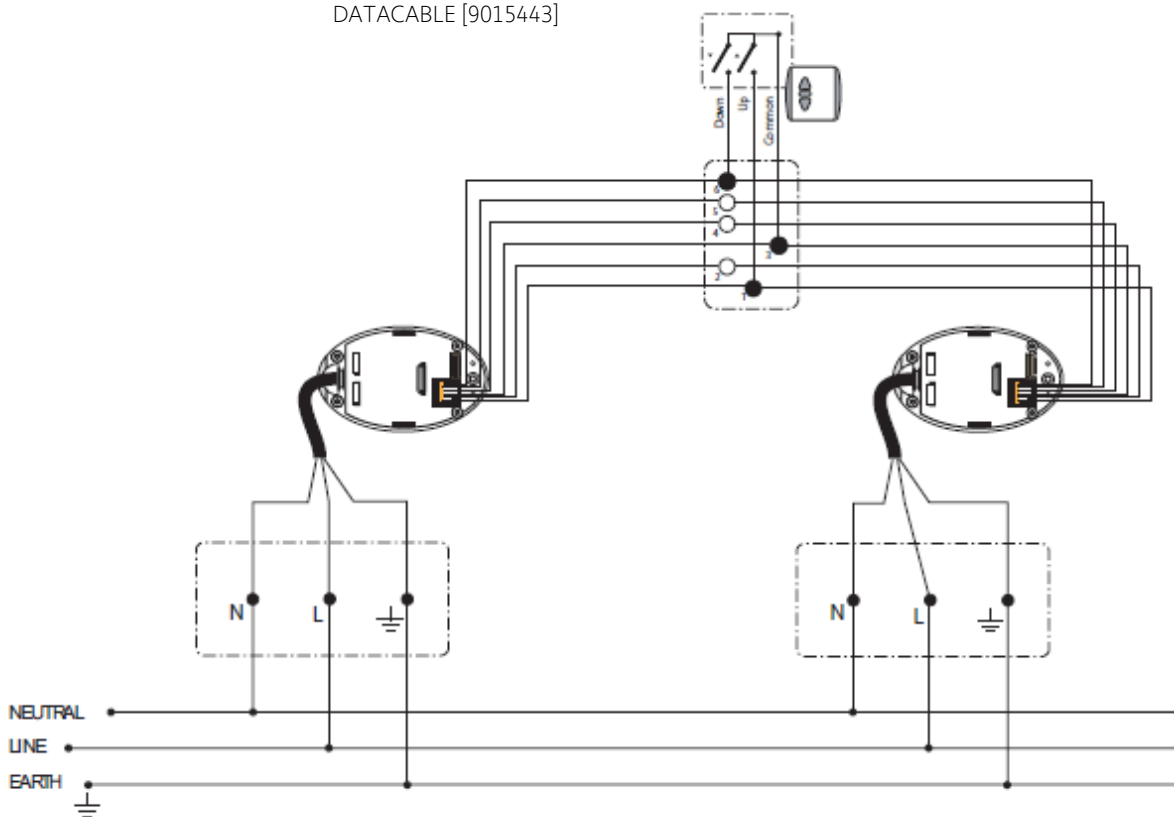 DATACABLE [9015443]
Down
Up
Common
6
5
4
3
2
1
N L
N L
NEUTRAL
LINE
EARTH